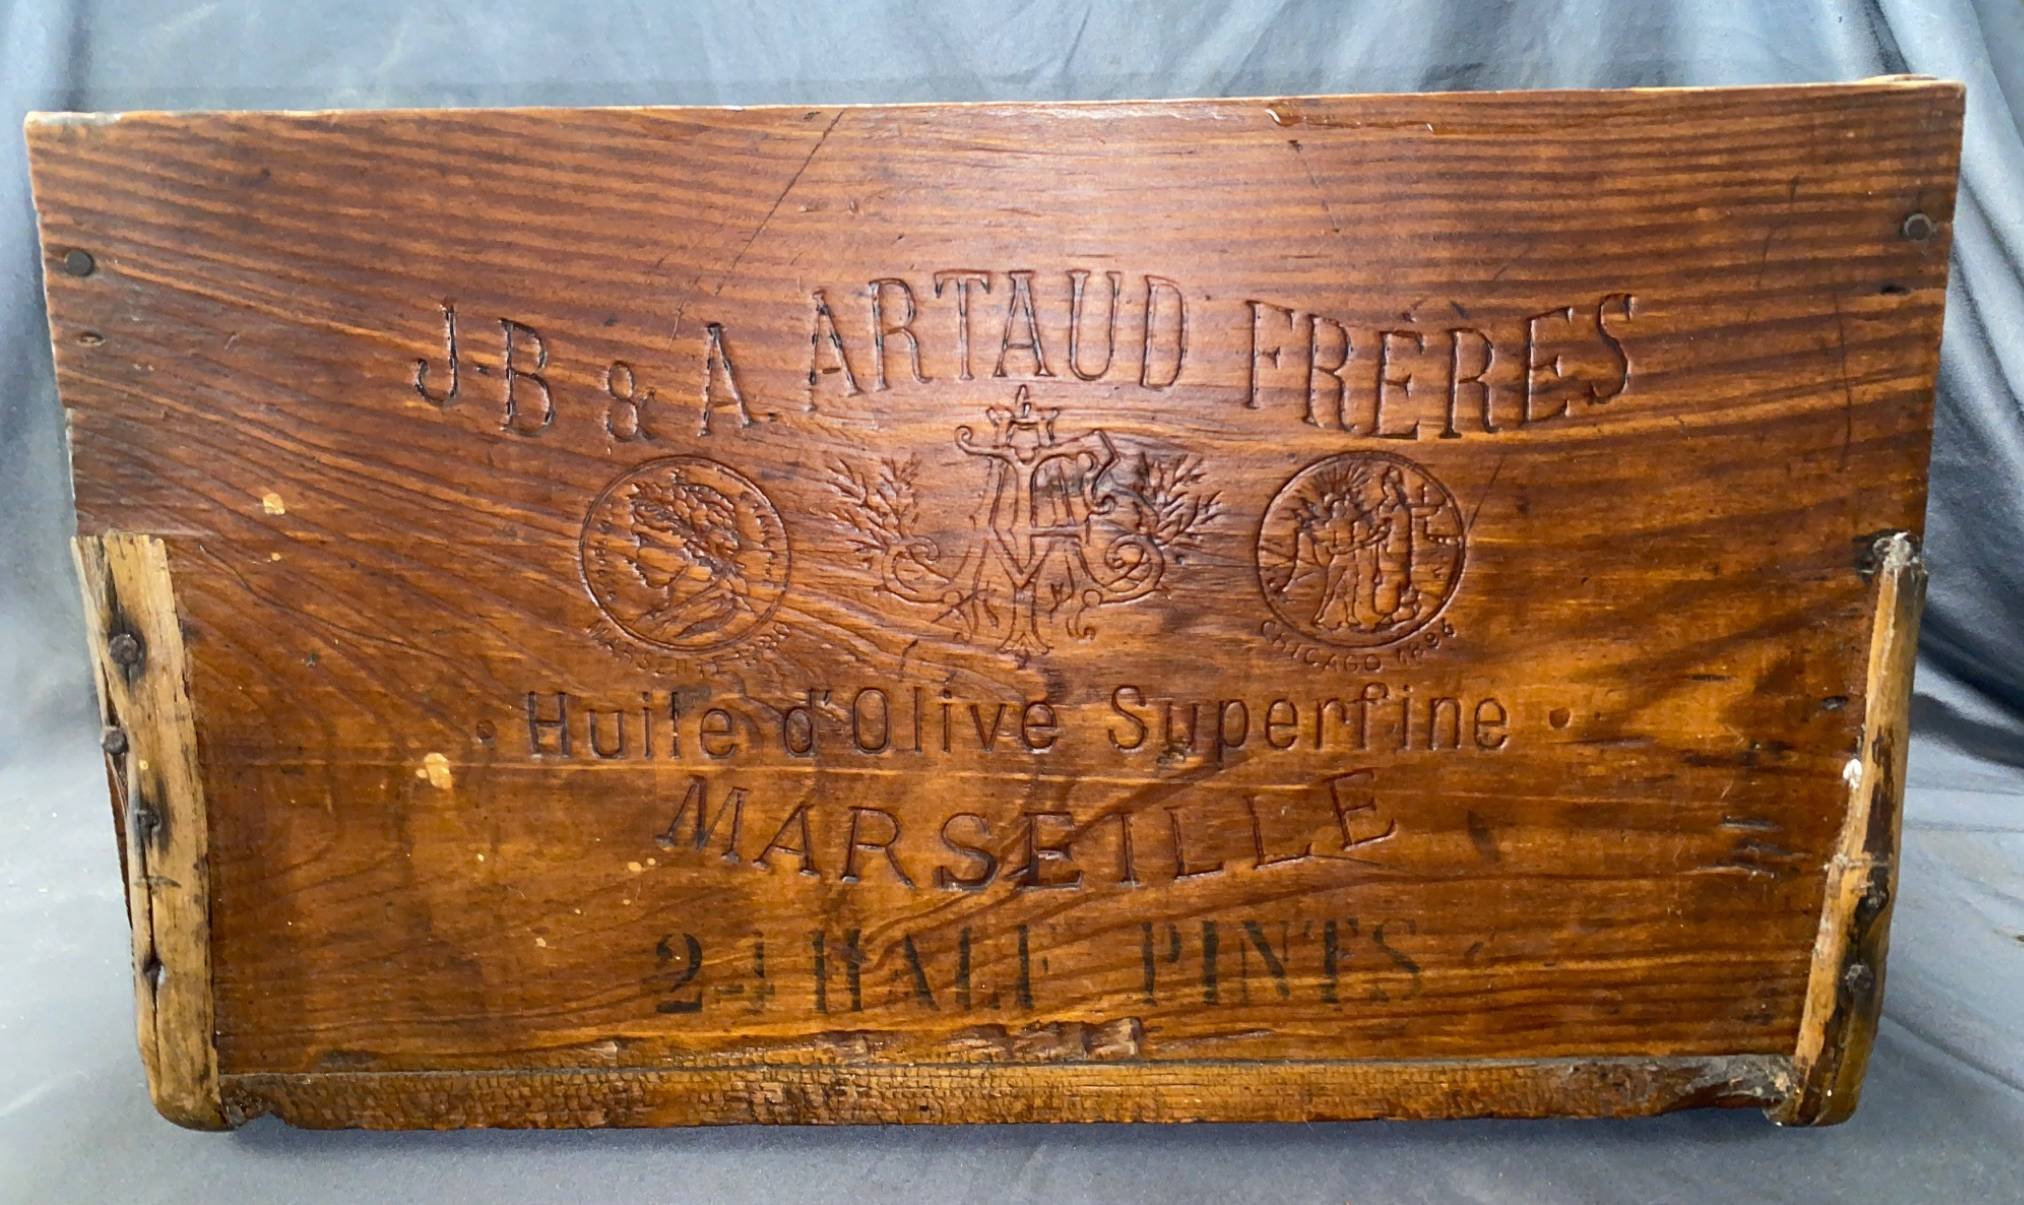 J·B & A ARTAUD FRÈRES
MARSEILLE
CHICAGO
· Huile d'Olive Superfine ·
MARSEILLE
24 HALF PINTS